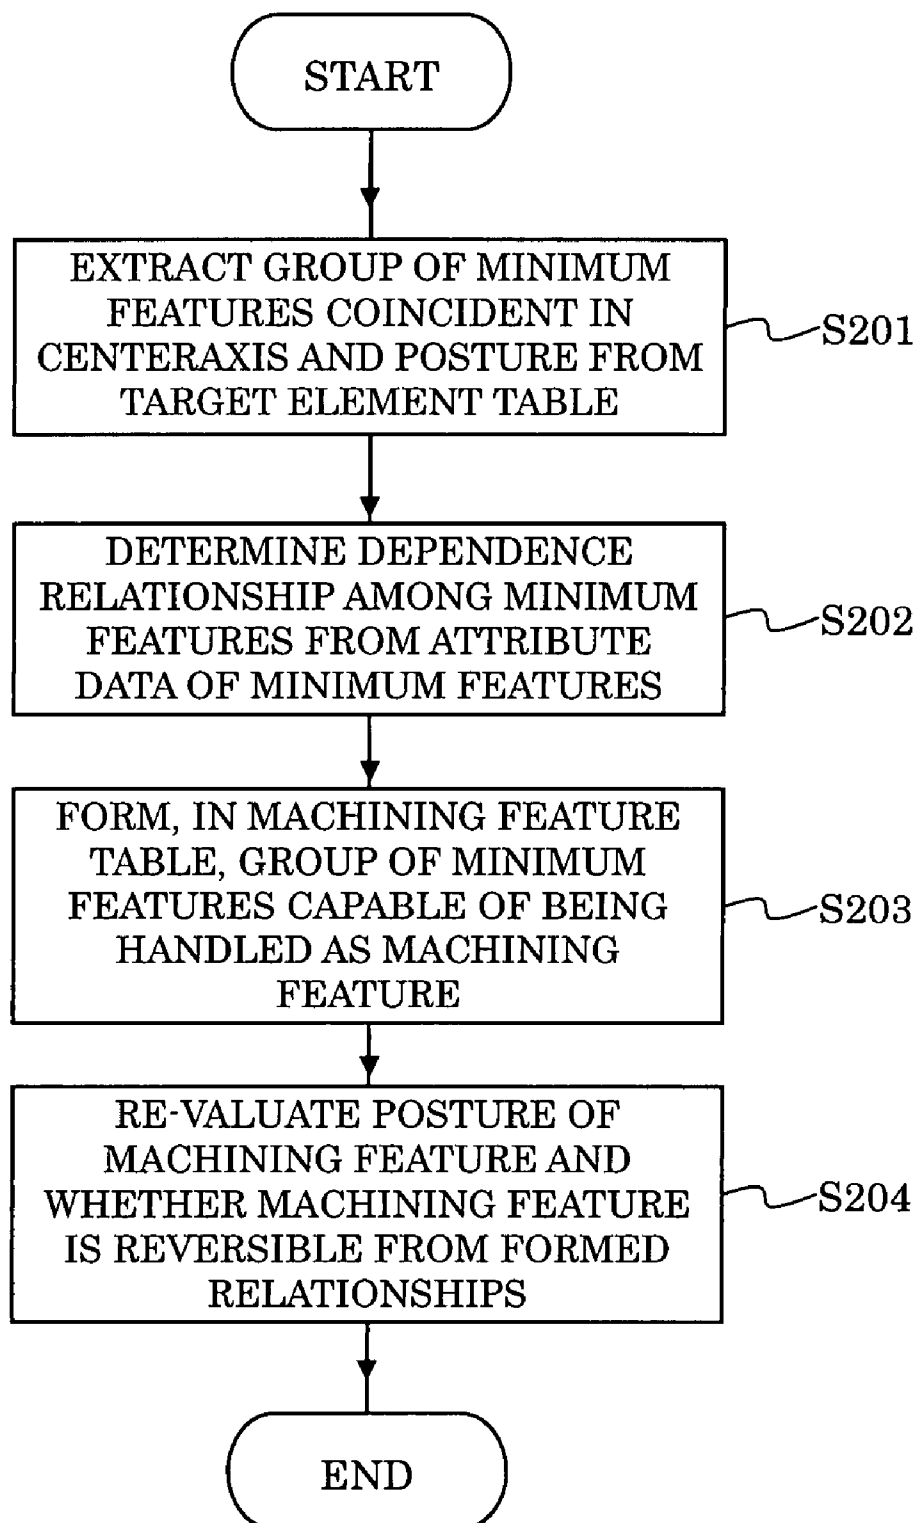 START
EXTRACT GROUP OF MINIMUM
FEATURES COINCIDENT IN
CENTERAXIS AND POSTURE FROM
TARGET ELEMENT TABLE
S201
DETERMINE DEPENDENCE
RELATIONSHIP AMONG MINIMUM
FEATURES FROM ATTRIBUTE
DATA OF MINIMUM FEATURES
S202
FORM, IN MACHINING FEATURE
TABLE, GROUP OF MINIMUM
FEATURES CAPABLE OF BEING
HANDLED AS MACHINING
FEATURE
S203
RE-VALUATE POSTURE OF
MACHINING FEATURE AND
WHETHER MACHINING FEATURE
IS REVERSIBLE FROM FORMED
RELATIONSHIPS
S204
END